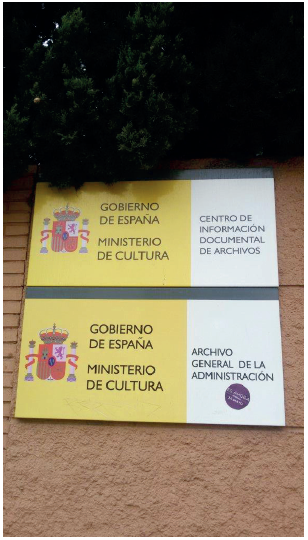 GOBIERNO
DE ESPAÑA
MINISTERIO
DE CULTURA
CENTRO DE
INFORMACIÓN
DOCUMENTAL
DE ARCHIVOS
GOBIERNO
DE ESPAÑA
MINISTERIO
DE CULTURA
ARCHIVO
GENERAL DE LA
ADMINISTRACIÓN